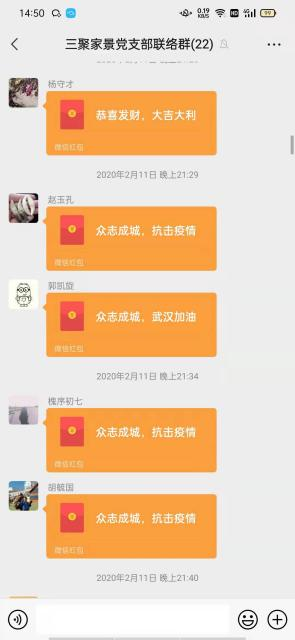 14:50
0.19
KB/S
HD
99
三聚家景党支部联络群(22)
杨守才
恭喜发财，大吉大利
微信红包
2020年2月11日 晚上21:29
赵玉孔
众志成城，抗击疫情
微信红包
郭凯旋
众志成城，武汉加油
微信红包
2020年2月11日 晚上21:34
槐序初七
众志成城，抗击疫情
微信红包
胡毓国
众志成城，抗击疫情
微信红包
2020年2月11日 晚上21:40